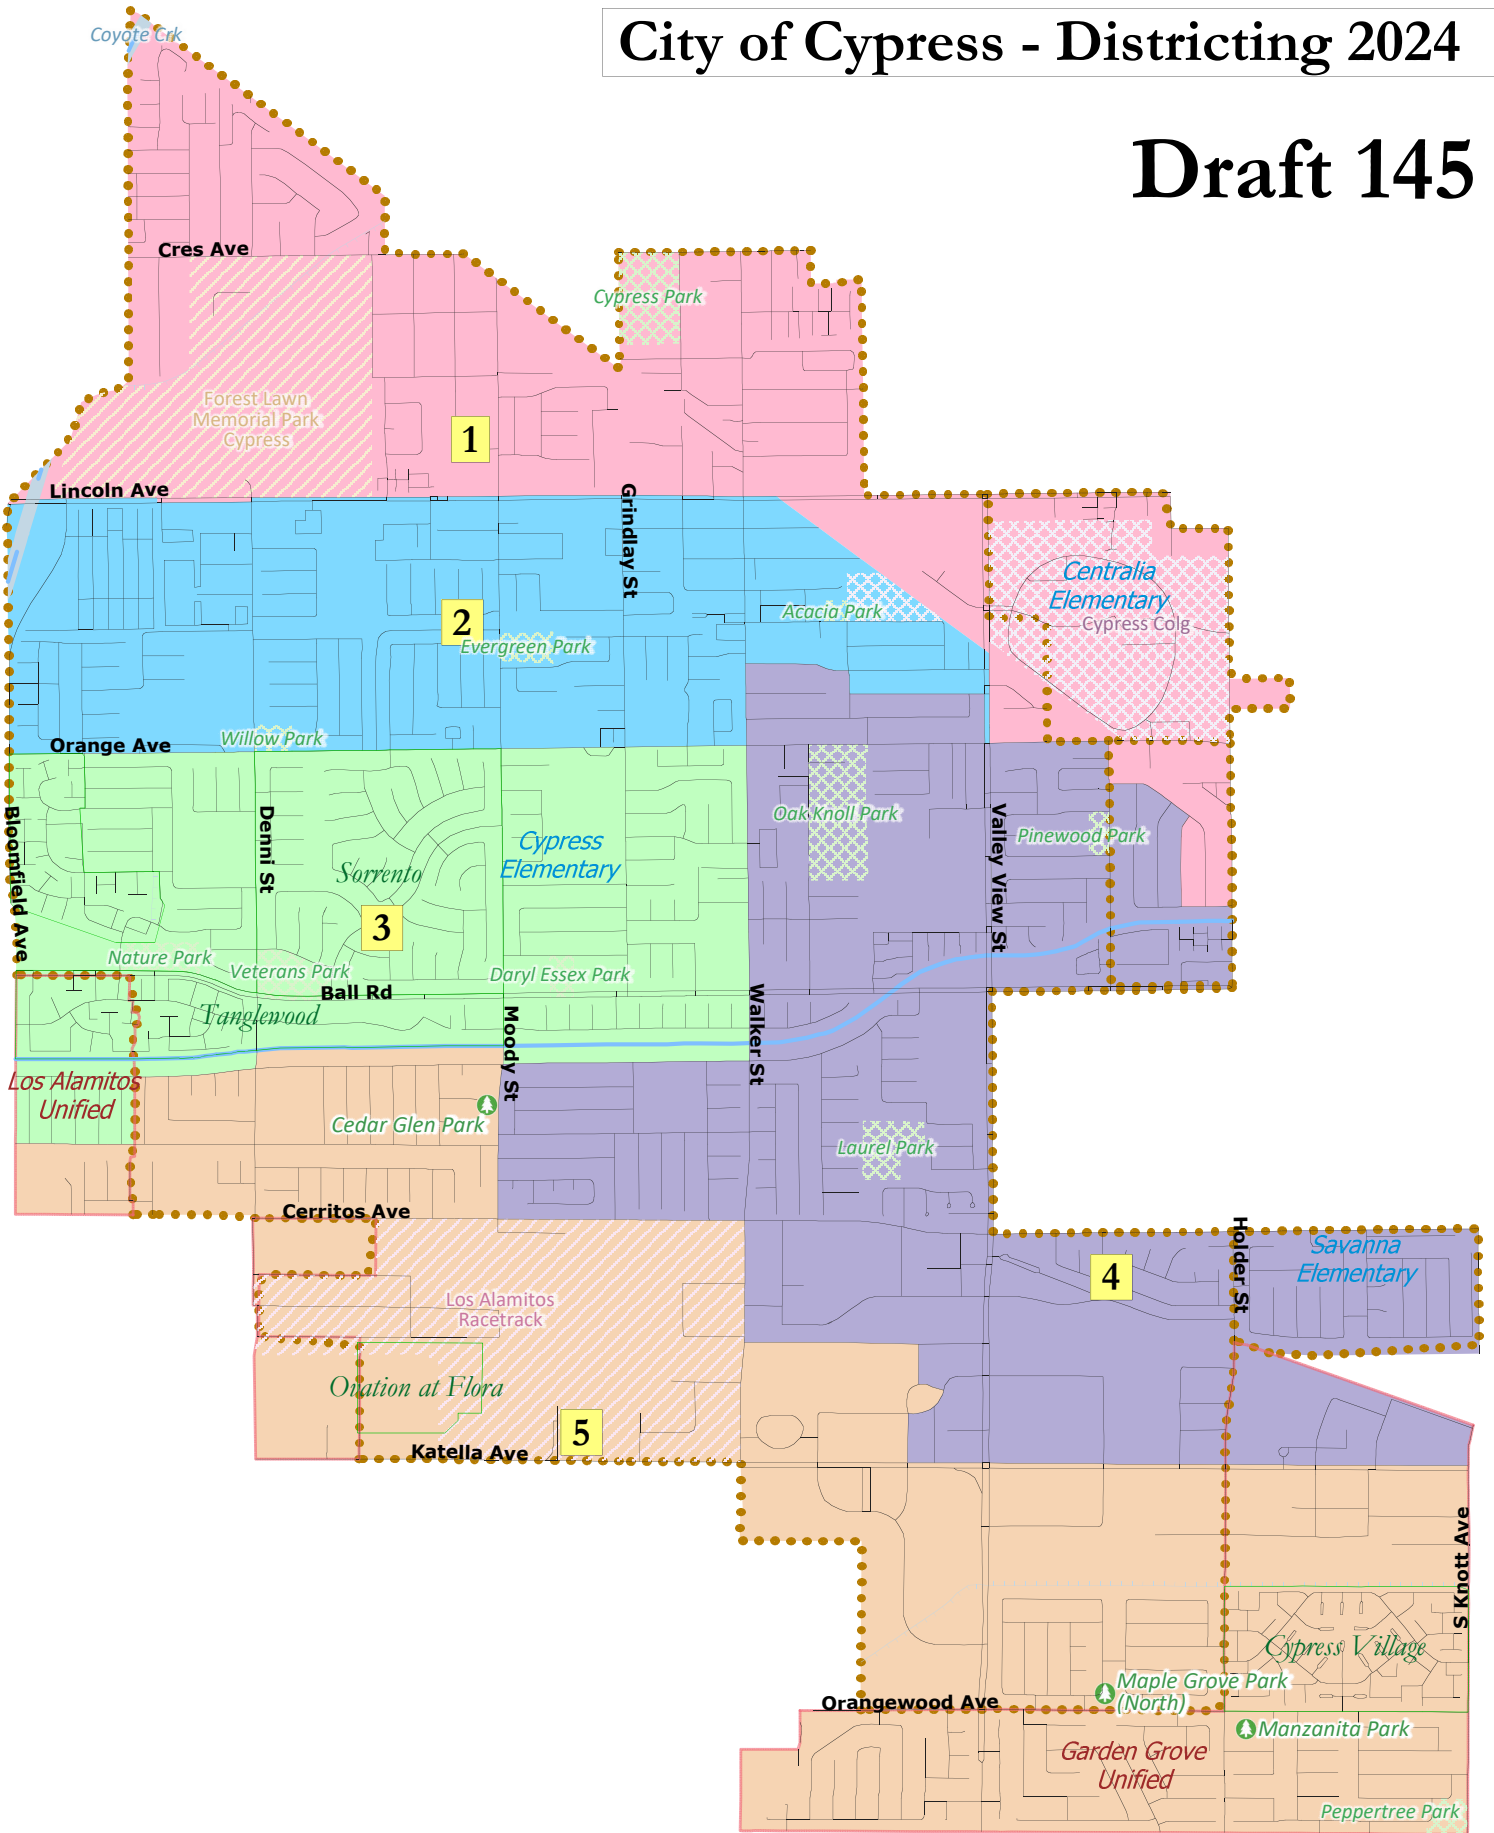 City of Cypress - Districting 2024
Draft 145
Coyote Crk
Cres Ave
Cypress Park
Forest Lawn
Memorial Park
Cypress
1
Lincoln Ave
Grindlay St
Centralia
Elementary
Cypress Colg
2
Acacia Park
Evergreen Park
Willow Park
Orange Ave
Bloomfield Ave
Denni St
Sorrento
Cypress
Elementary
Oak Knoll Park
Valley View St
Pinewood Park
3
Nature Park
Veterans Park
Daryl Essex Park
Ball Rd
Tanglewood
Moody St
Walker St
Los Alamitos
Unified
Cedar Glen Park
Laurel Park
Cerritos Ave
Holder St
Savanna
Elementary
4
Los Alamitos
Racetrack
Ovation at Flora
5
Katella Ave
S Knott Ave
Cypress Village
Maple Grove Park
(North)
Orangewood Ave
Manzanita Park
Garden Grove
Unified
Peppertree Park